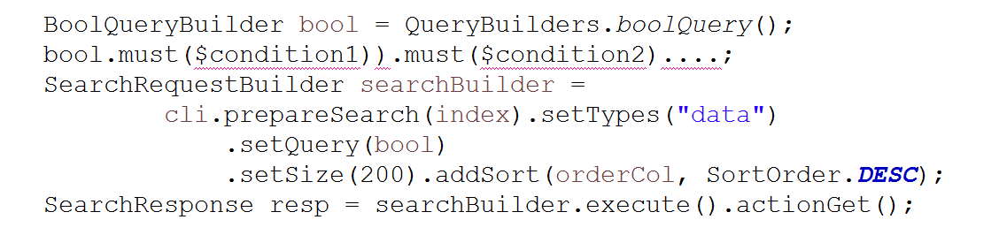 BoolQueryBuilder bool = QueryBuilders.boolQuery();
bool.must($condition1)).must($condition2)....;
SearchRequestBuilder searchBuilder =
cli.prepareSearch(index).setTypes("data")
.setQuery(bool)
.setSize(200).addSort(orderCol, SortOrder.DESC);
SearchResponse resp = searchBuilder.execute().actionGet();